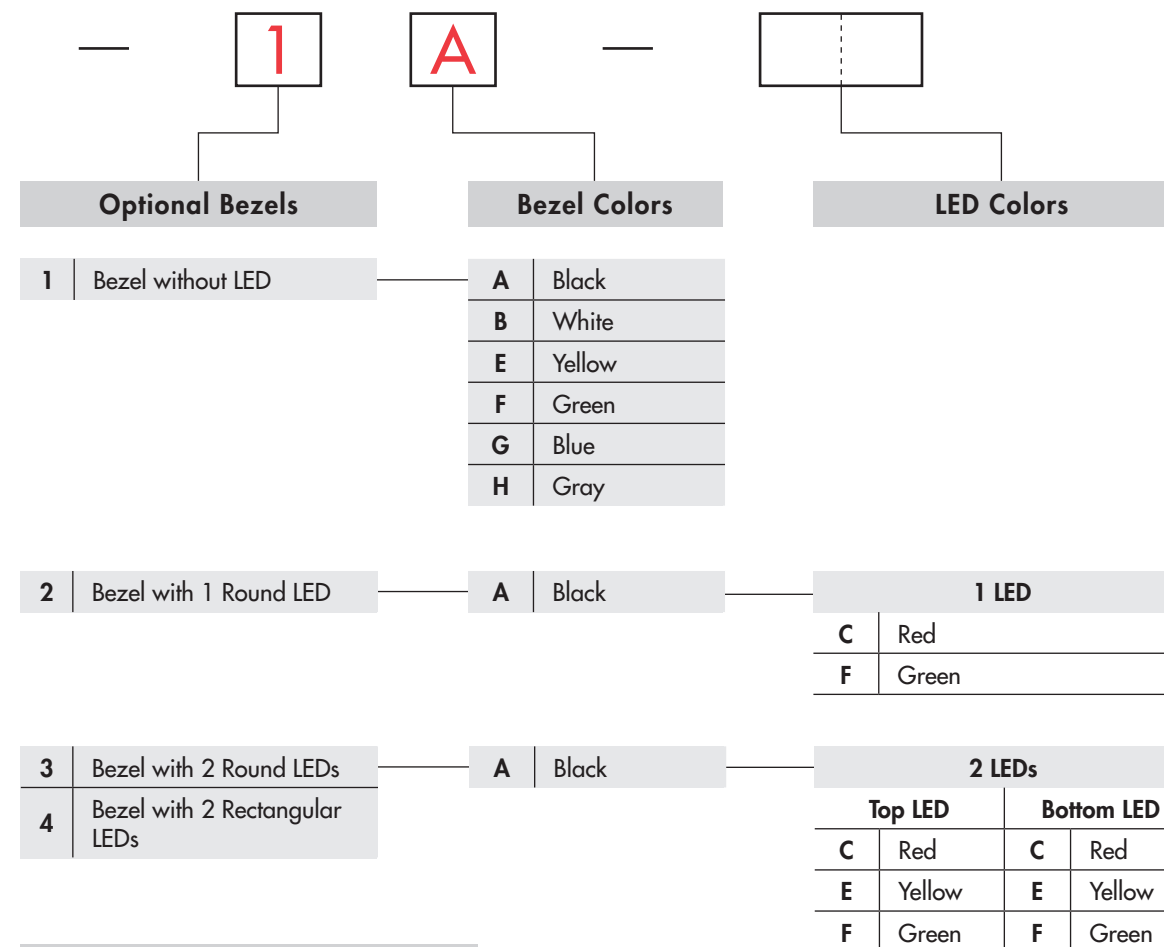 — 1 A —
Optional Bezels Bezel Colors LED Colors
1 Bezel without LED A Black
B White
E Yellow
F Green
G Blue
H Gray
2 Bezel with 1 Round LED A Black 1 LED
C Red
F Green
3 Bezel with 2 Round LEDs A Black 2 LEDs
4 Bezel with 2 Rectangular
LEDs
Top LED Bottom LED
C Red C Red
E Yellow E Yellow
F Green F Green